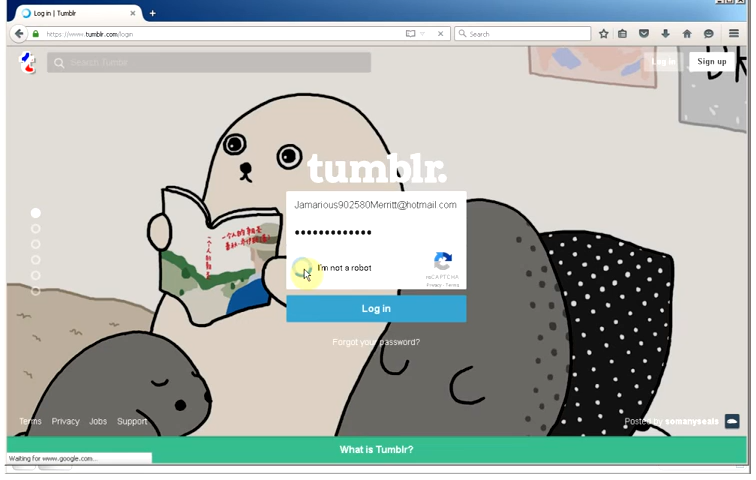 Log in | Tumblr
https://www.tumblr.com/login
Search
Search Tumblr
Log in
Sign up
tumblr.
Jamarious902580Merritt@hotmail.com
I'm not a robot
reCAPTCHA
Privacy - Terms
Log in
Forgot your password?
Terms Privacy Jobs Support
Posted by somanyseals
What is Tumblr?
Waiting for www.google.com...